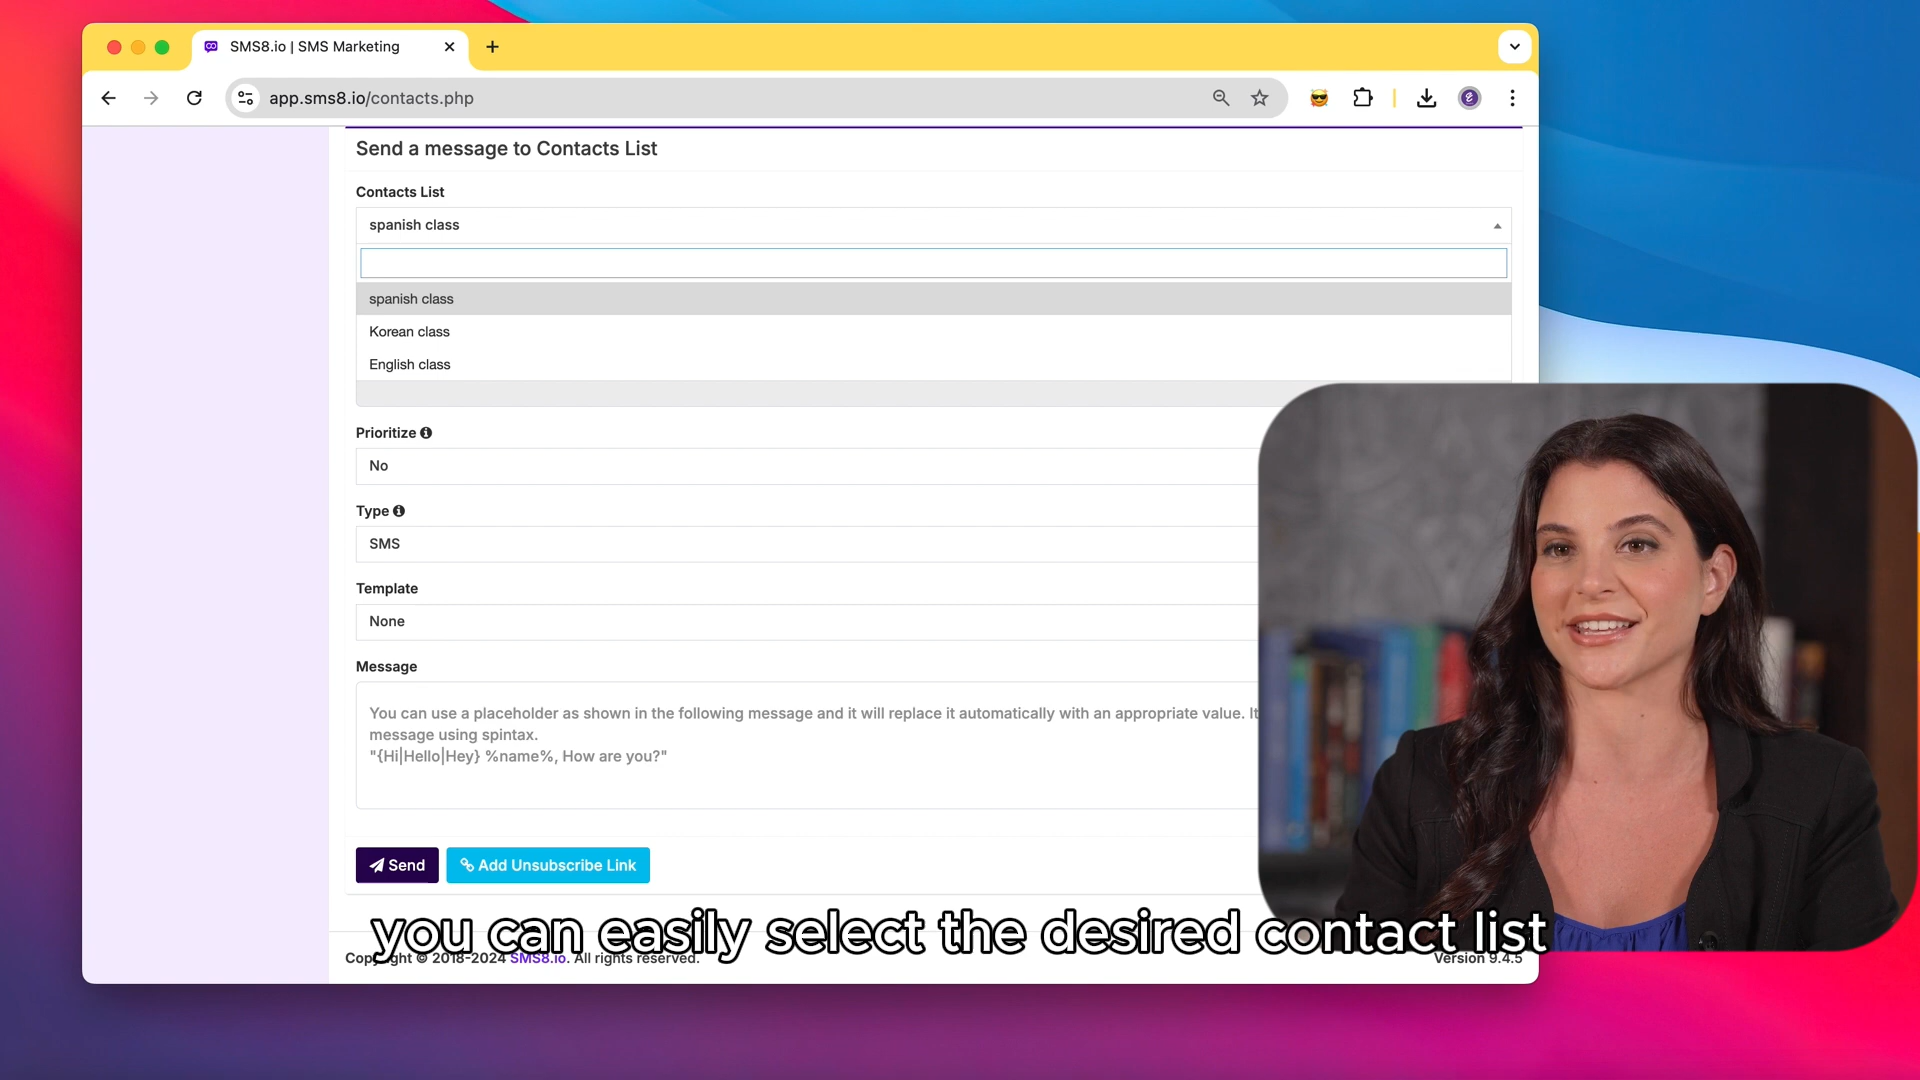 SMS8.io | SMS Marketing
app.sms8.io/contacts.php
Send a message to Contacts List
Contacts List
spanish class
spanish class
Korean class
English class
Prioritize
No
Type
SMS
Template
None
Message
You can use a placeholder as shown in the following message and it will replace it automatically with an appropriate value. It
message using spintax.
"{Hi|Hello|Hey} %name%, How are you?"
Send
Add Unsubscribe Link
you can easily select the desired contact list
Copyright © 2018-2024 SMS8.io. All rights reserved.
Version 9.4.5